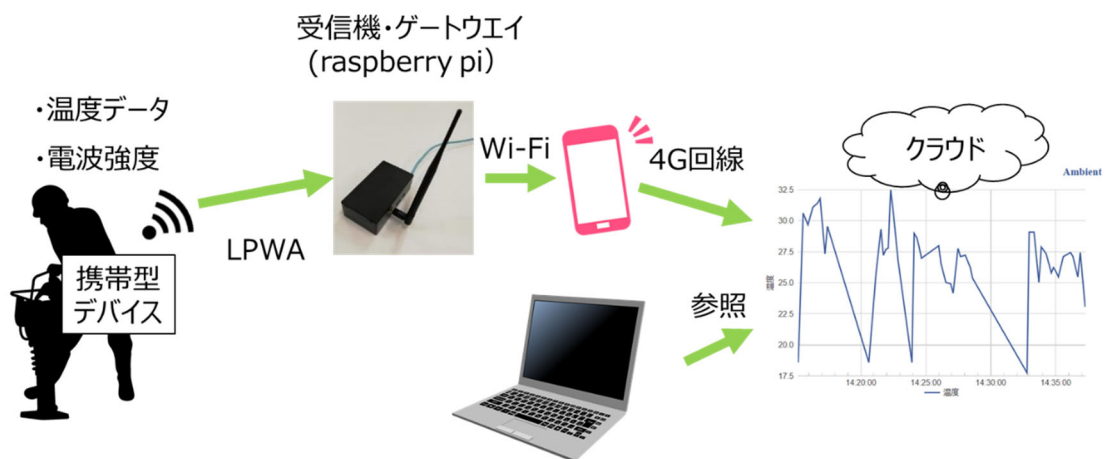 受信機・ゲートウエイ
(raspberry pi)
・温度データ
・電波強度
携帯型
デバイス
LPWA
Wi-Fi
4G回線
参照
クラウド
Ambient
32.5
30.0
27.5
25.0
22.5
20.0
17.5
温度
14:20:00
14:25:00
14:30:00
14:35:00
温度